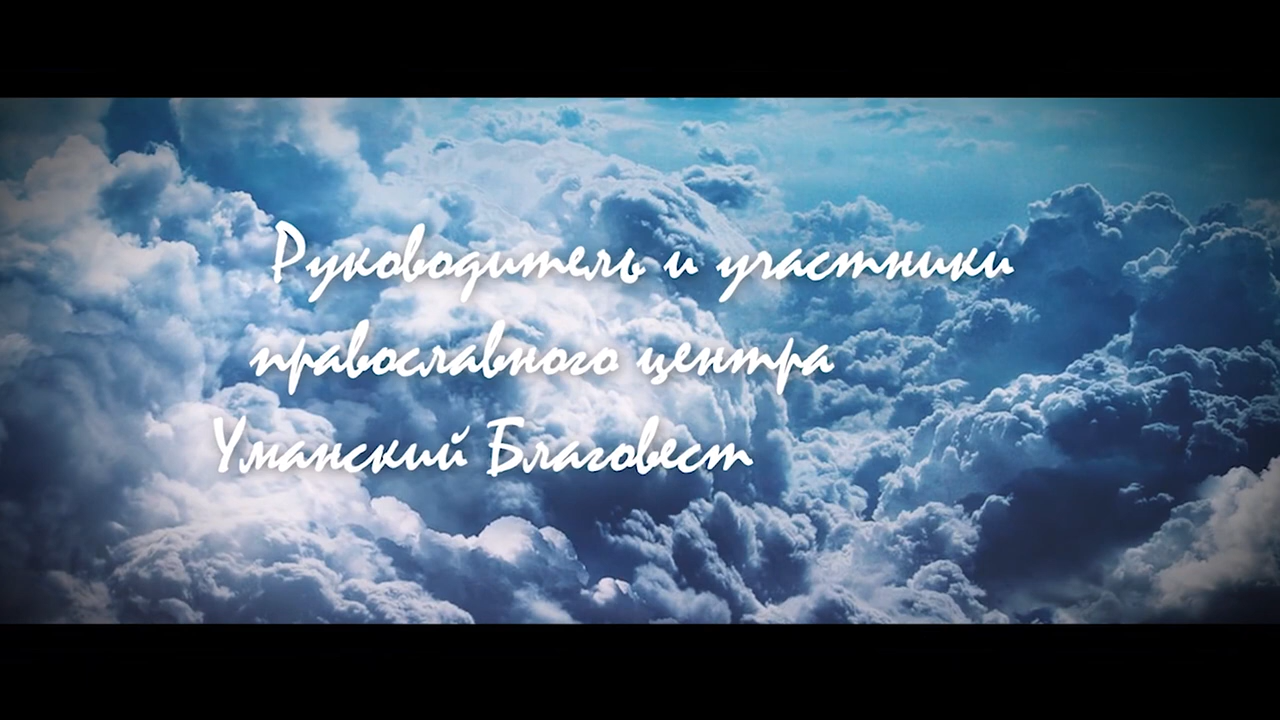 Руководитель и участники
православного центра
Уманский Благовест